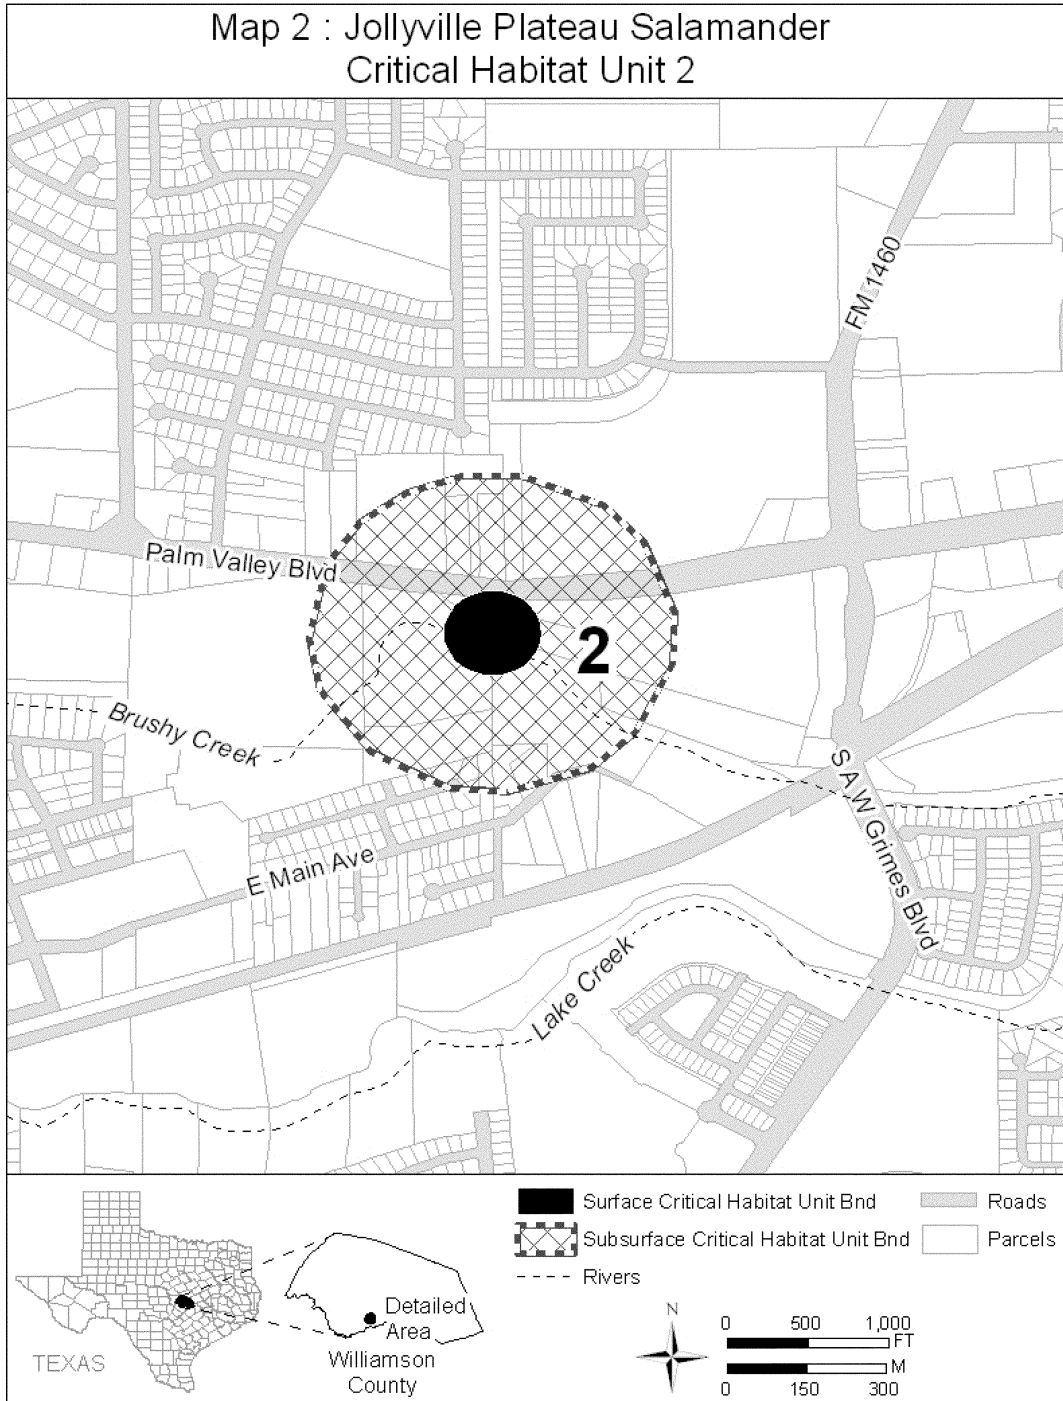 Map 2 : Jollyville Plateau Salamander
Critical Habitat Unit 2
FM 1460
Palm Valley Blvd
2
Brushy Creek
S A W Grimes Blvd
E Main Ave
Lake Creek
Surface Critical Habitat Unit Bnd
Roads
Subsurface Critical Habitat Unit Bnd
Parcels
Rivers
TEXAS
Detailed
Area
Williamson
County
N
0 500 1,000
FT
M
0 150 300